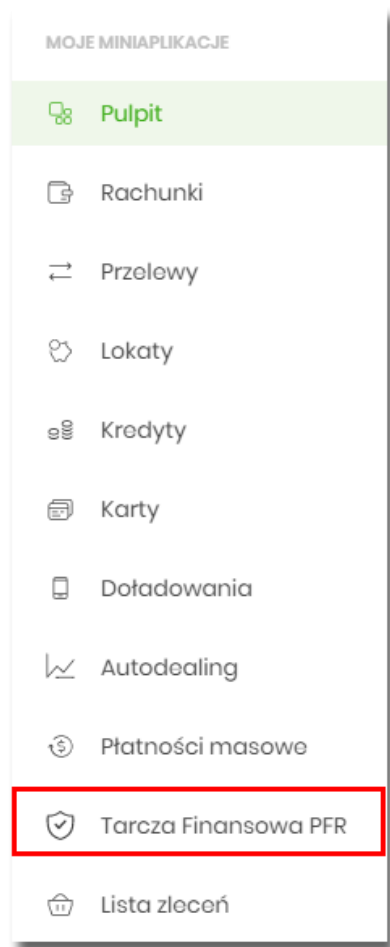 MOJE MINIAPLIKACJE
Pulpit
Rachunki
Przelewy
Lokaty
Kredyty
Karty
Doładowania
Autodealing
Płatności masowe
Tarcza Finansowa PFR
Lista zleceń